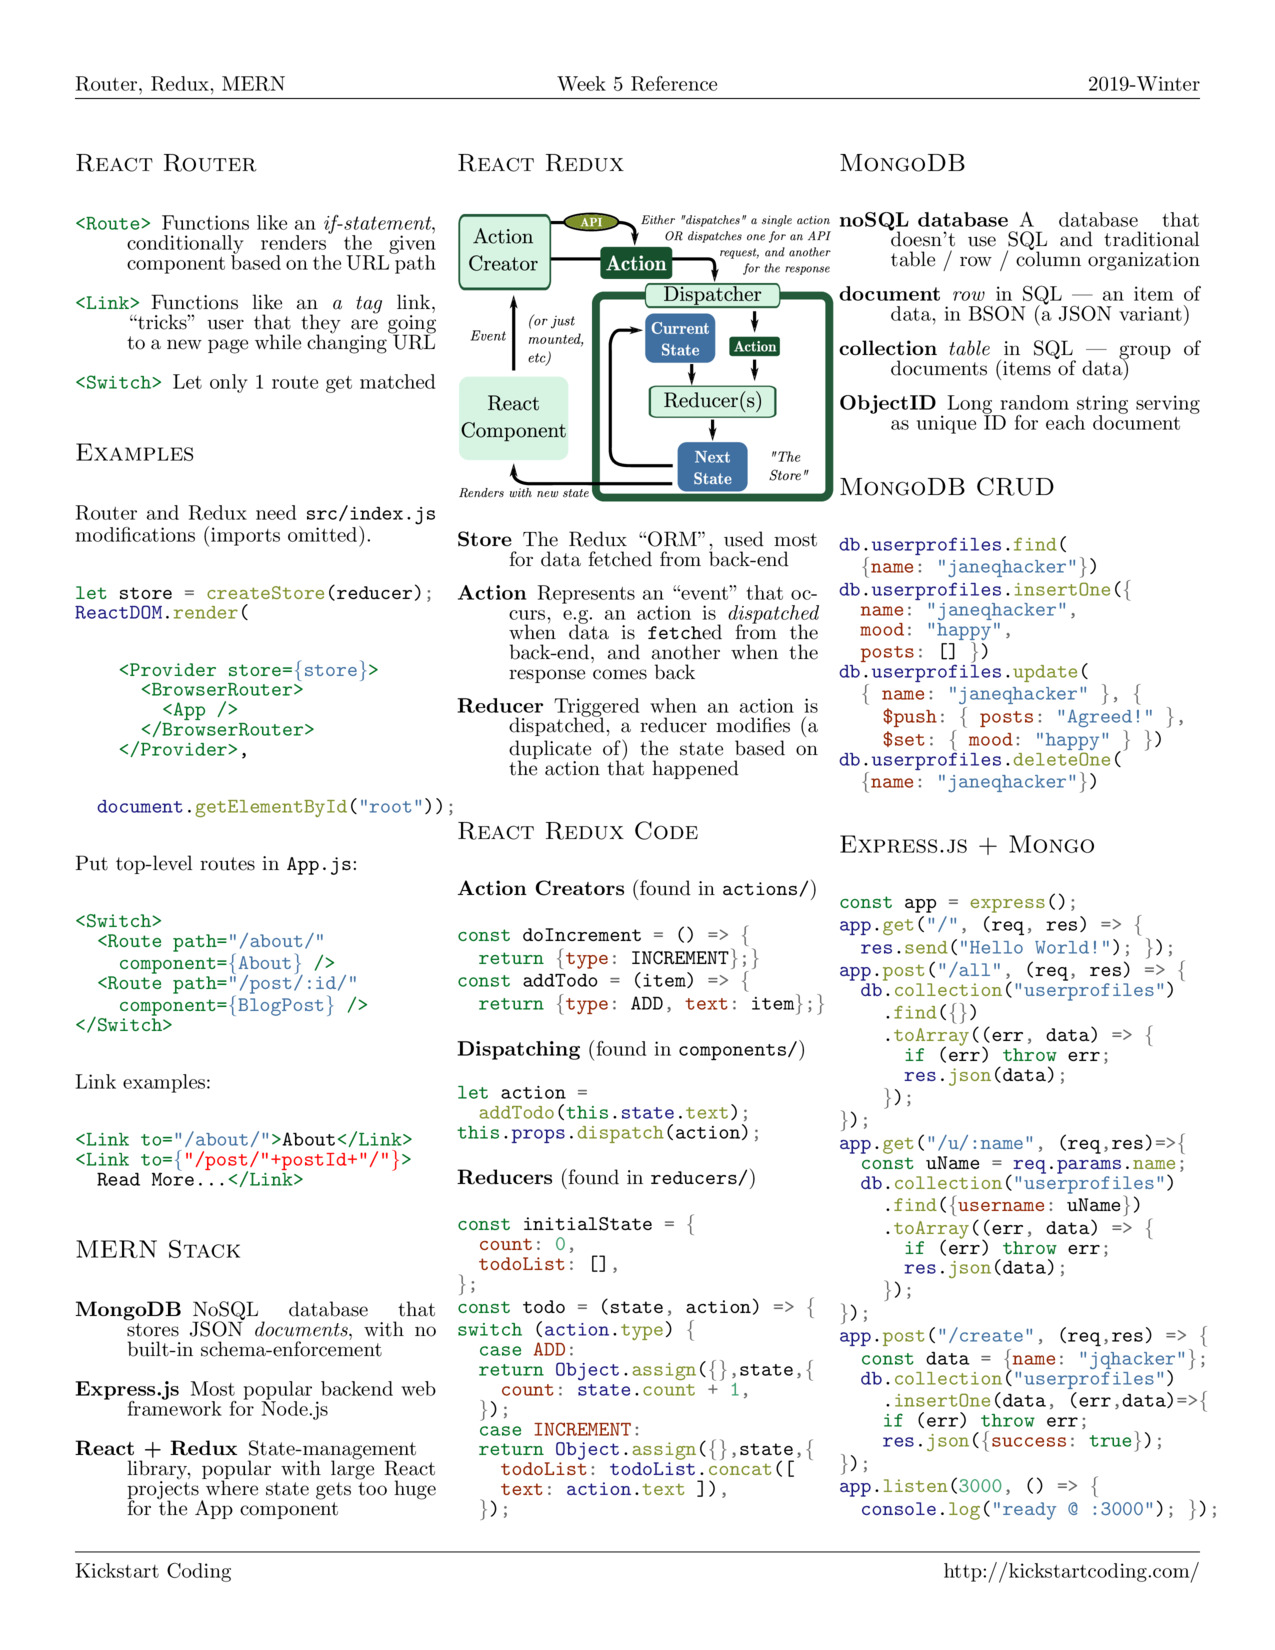 Router, Redux, MERN
Week 5 Reference
2019-Winter
REACT ROUTER
<Route> Functions like an if-statement,
conditionally renders the given
component based on the URL path
<Link> Functions like an a tag link,
“tricks” user that they are going
to a new page while changing URL
<Switch> Let only 1 route get matched
EXAMPLES
Router and Redux need src/index.js
modifications (imports omitted).
let store = createStore(reducer);
ReactDOM.render(
<Provider store={store}>
<BrowserRouter>
<App />
</BrowserRouter>
</Provider>,
document.getElementById("root"));
Put top-level routes in App.js:
<Switch>
<Route path="/about/"
component={About} />
<Route path="/post/:id/"
component={BlogPost} />
</Switch>
Link examples:
<Link to="/about/">About</Link>
<Link to={"/post/"+postId+"/"}>
Read More...</Link>
MERN STACK
MongoDB NoSQL database that
stores JSON documents, with no
built-in schema-enforcement
Express.js Most popular backend web
framework for Node.js
React + Redux State-management
library, popular with large React
projects where state gets too huge
for the App component
REACT REDUX
Action
Creator
API
Action
Either "dispatches" a single action
OR dispatches one for an API
request, and another
for the response
Dispatcher
Event
(or just
mounted,
etc)
Current
State
Action
React
Component
Reducer(s)
Next
State
"The
Store"
Renders with new state
Store The Redux “ORM”, used most
for data fetched from back-end
Action Represents an “event” that oc-
curs, e.g. an action is dispatched
when data is fetched from the
back-end, and another when the
response comes back
Reducer Triggered when an action is
dispatched, a reducer modifies (a
duplicate of) the state based on
the action that happened
REACT REDUX CODE
Action Creators (found in actions/)
const doIncrement = () => {
return {type: INCREMENT};}
const addTodo = (item) => {
return {type: ADD, text: item};}
Dispatching (found in components/)
let action =
addTodo(this.state.text);
this.props.dispatch(action);
Reducers (found in reducers/)
const initialState = {
count: 0,
todoList: [],
};
const todo = (state, action) => {
switch (action.type) {
case ADD:
return Object.assign({},state,{
count: state.count + 1,
});
case INCREMENT:
return Object.assign({},state,{
todoList: todoList.concat([
text: action.text ]),
});
MONGODB
noSQL database A database that
doesn’t use SQL and traditional
table / row / column organization
document row in SQL — an item of
data, in BSON (a JSON variant)
collection table in SQL — group of
documents (items of data)
ObjectID Long random string serving
as unique ID for each document
MONGODB CRUD
db.userprofiles.find(
{name: "janeqhacker"})
db.userprofiles.insertOne({
name: "janeqhacker",
mood: "happy",
posts: [] })
db.userprofiles.update(
{ name: "janeqhacker" }, {
$push: { posts: "Agreed!" },
$set: { mood: "happy" } })
db.userprofiles.deleteOne(
{name: "janeqhacker"})
EXPRESS.JS + MONGO
const app = express();
app.get("/", (req, res) => {
res.send("Hello World!"); });
app.post("/all", (req, res) => {
db.collection("userprofiles")
.find({})
.toArray((err, data) => {
if (err) throw err;
res.json(data);
});
});
app.get("/u/:name", (req,res)=>{
const uName = req.params.name;
db.collection("userprofiles")
.find({username: uName})
.toArray((err, data) => {
if (err) throw err;
res.json(data);
});
});
app.post("/create", (req,res) => {
const data = {name: "jqhacker"};
db.collection("userprofiles")
.insertOne(data, (err,data)=>{
if (err) throw err;
res.json({success: true});
});
app.listen(3000, () => {
console.log("ready @ :3000"); });
Kickstart Coding
http://kickstartcoding.com/